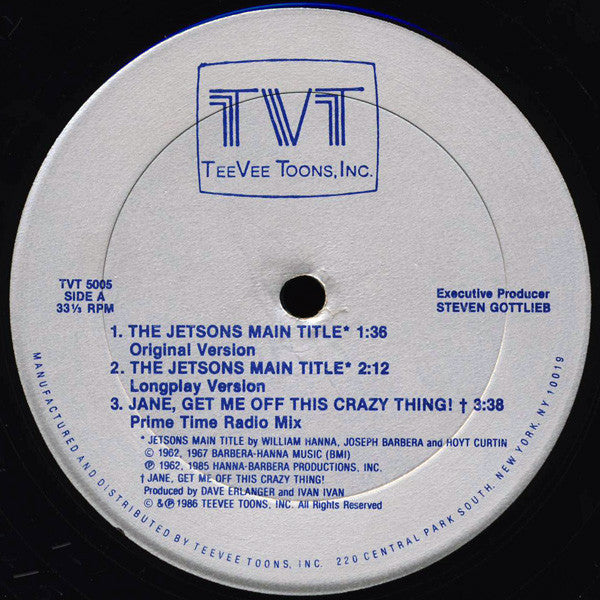 TVT
TEEVEE TOONS, INC.
TVT 5005
SIDE A
33⅓ RPM
Executive Producer
STEVEN GOTTLIEB
1. THE JETSONS MAIN TITLE* 1:36
Original Version
2. THE JETSONS MAIN TITLE* 2:12
Longplay Version
3. JANE, GET ME OFF THIS CRAZY THING! † 3:38
Prime Time Radio Mix
* JETSONS MAIN TITLE by WILLIAM HANNA, JOSEPH BARBERA and HOYT CURTIN
© 1962, 1967 BARBERA-HANNA MUSIC (BMI)
℗ 1962, 1985 HANNA-BARBERA PRODUCTIONS, INC.
† JANE, GET ME OFF THIS CRAZY THING!
Produced by DAVE ERLANGER and IVAN IVAN
© & ℗ 1986 TEEVEE TOONS, INC. All Rights Reserved
MANUFACTURED AND DISTRIBUTED BY TEEVEE TOONS, INC. 220 CENTRAL PARK SOUTH, NEW YORK, NY 10019